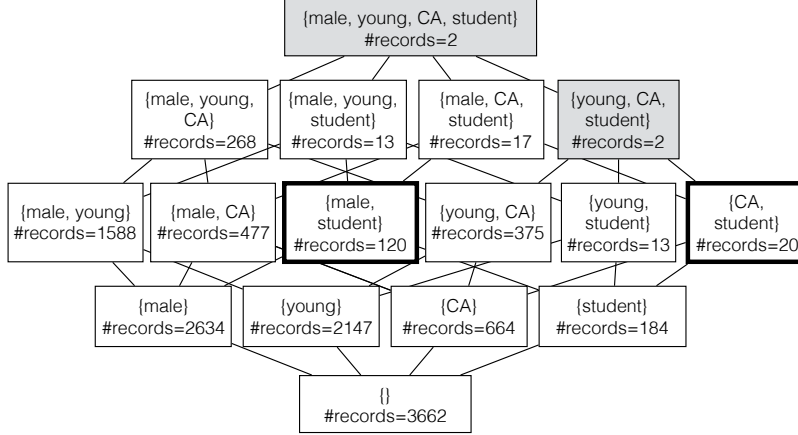 {male, young, CA, student}
#records=2
{male, young,
CA}
#records=268
{male, young,
student}
#records=13
{male, CA,
student}
#records=17
{young, CA,
student}
#records=2
{male, young}
#records=1588
{male, CA}
#records=477
{male,
student}
#records=120
{young, CA}
#records=375
{young,
student}
#records=13
{CA,
student}
#records=20
{male}
#records=2634
{young}
#records=2147
{CA}
#records=664
{student}
#records=184
{}
#records=3662